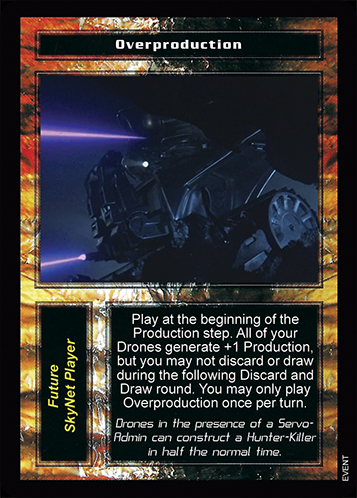 Overproduction
Future
SkyNet Player
Play at the beginning of the
Production step. All of your
Drones generate +1 Production,
but you may not discard or draw
during the following Discard and
Draw round. You may only play
Overproduction once per turn.
Drones in the presence of a Servo-
Admin can construct a Hunter-Killer
in half the normal time.
EVENT